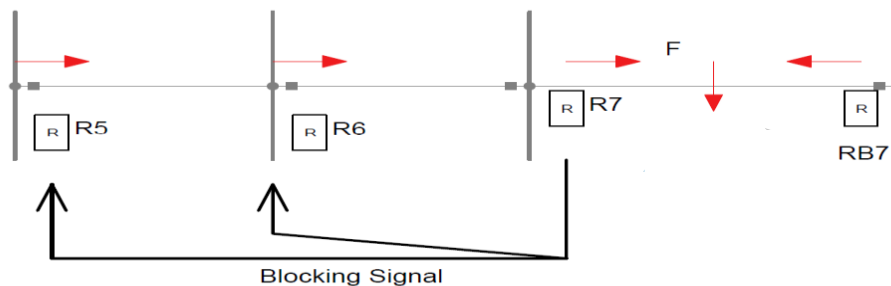 F
R R5
R R6
R R7
R
RB7
Blocking Signal